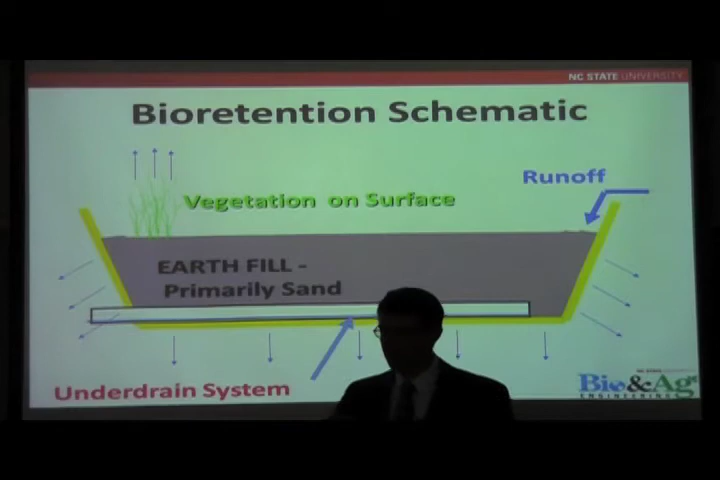 NC STATE UNIVERSITY
Bioretention Schematic
Runoff
Vegetation on Surface
EARTH FILL -
Primarily Sand
Underdrain System
Bio&Ag
ENGINEERING